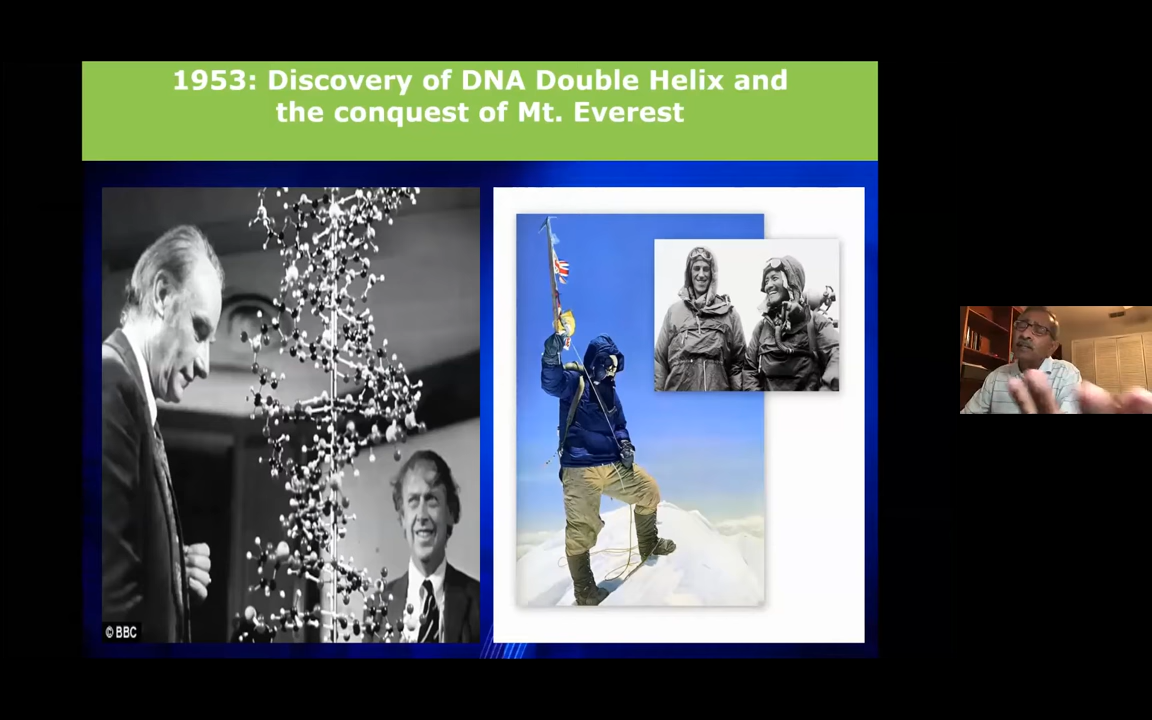 1953: Discovery of DNA Double Helix and
the conquest of Mt. Everest
© BBC